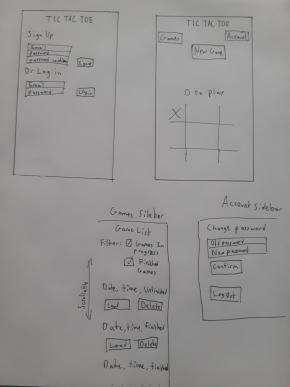 TIC TAC TOE
Sign Up
Email
Password
password confirm
Or Log in
Email
Password
Login
TIC TAC TOE
Games
Account
New Game
O to play
X
Games Sidebar
Game List
Filter:
Games In
progress
Finished
Games
Scrollable
Date, time, Unfinished
Load
Delete
Date, time, finished
Load
Delete
Date, time, finished
Account Sidebar
Change password
Old Password
New password
Confirm
Log Out